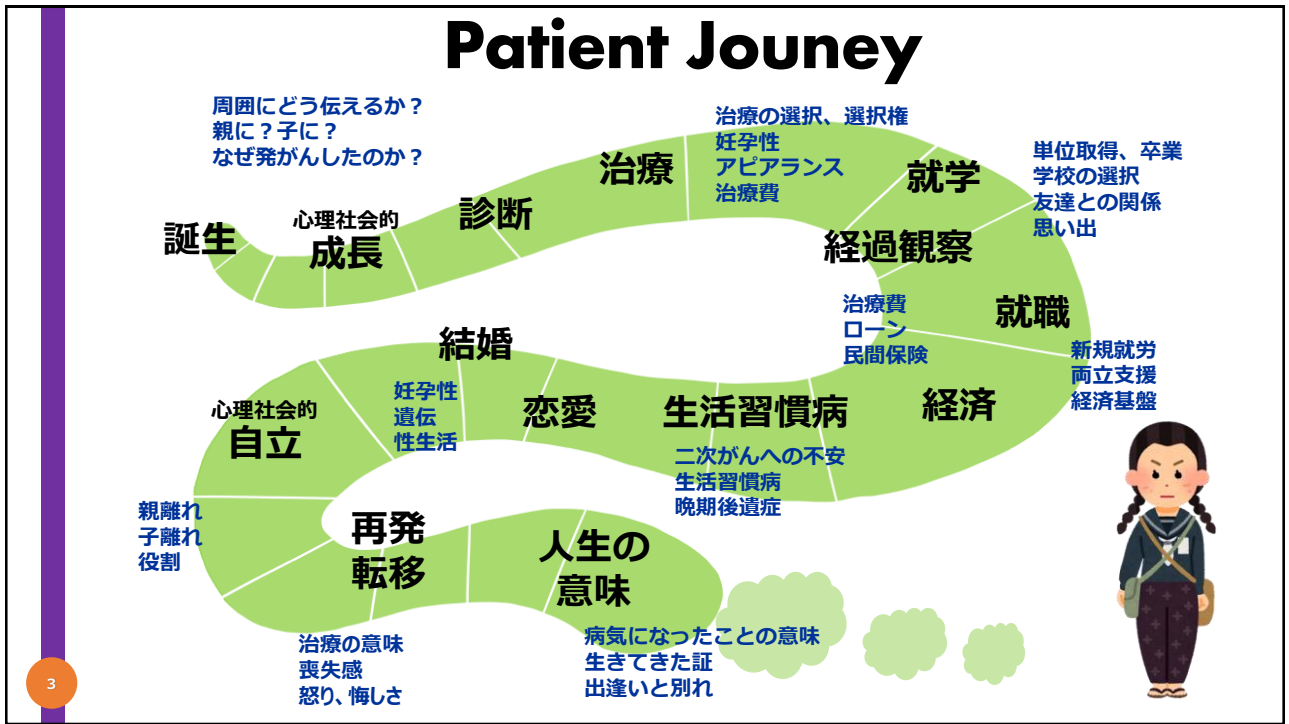 Patient Jouney
周囲にどう伝えるか？
親に？子に？
なぜ発がんしたのか？
誕生
心理社会的
成長
診断
治療
治療の選択、選択権
妊孕性
アピアランス
治療費
就学
単位取得、卒業
学校の選択
友達との関係
思い出
経過観察
就職
新規就労
両立支援
経済基盤
治療費
ローン
民間保険
経済
生活習慣病
二次がんへの不安
生活習慣病
晩期後遺症
恋愛
結婚
妊孕性
遺伝
性生活
心理社会的
自立
親離れ
子離れ
役割
再発
転移
治療の意味
喪失感
怒り、悔しさ
人生の
意味
病気になったことの意味
生きてきた証
出逢いと別れ
3